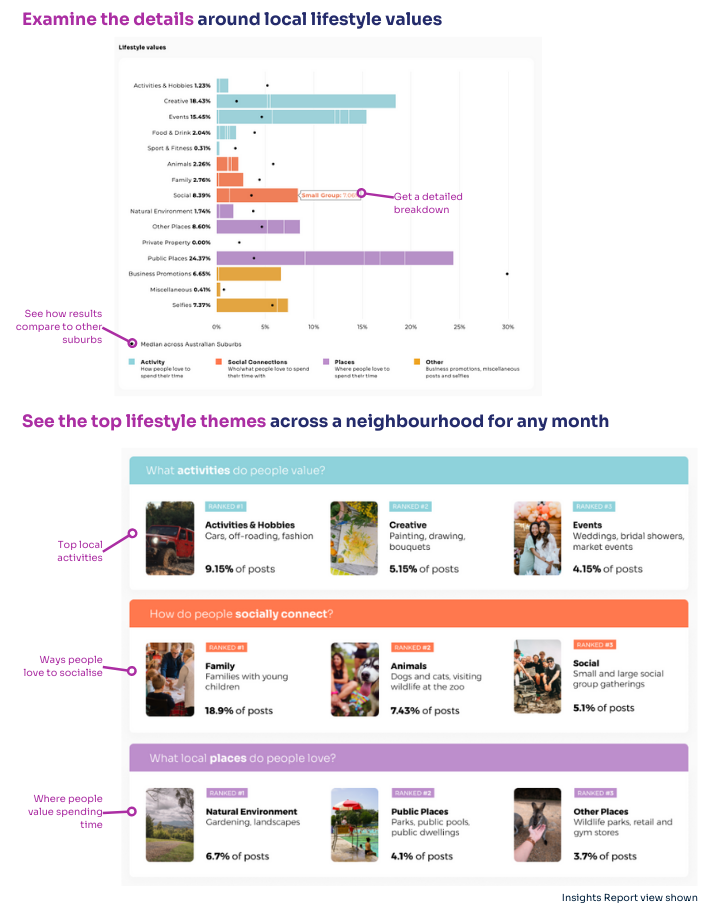 Examine the details around local lifestyle values
Lifestyle values
Activities & Hobbies 1.23%
Creative 18.43%
Events 15.45%
Food & Drink 2.04%
Sport & Fitness 0.31%
Animals 2.26%
Family 2.76%
Social 8.39%
Small Group: 7.06
Get a detailed
breakdown
Natural Environment 1.74%
Other Places 8.60%
Private Property 0.00%
Public Places 24.37%
Business Promotions 6.65%
Miscellaneous 0.41%
Selfies 7.37%
0% 5% 10% 15% 20% 25% 30%
See how results
compare to other
suburbs
Median across Australian Suburbs
Activity
How people love to
spend their time
Social Connections
Who/what people love to spend
their time with
Places
Where people love to
spend their time
Other
Business promotions, miscellaneous
posts and selfies
See the top lifestyle themes across a neighbourhood for any month
What activities do people value?
Top local
activities
RANKED #1
Activities & Hobbies
Cars, off-roading, fashion
9.15% of posts
RANKED #2
Creative
Painting, drawing,
bouquets
5.15% of posts
RANKED #3
Events
Weddings, bridal showers,
market events
4.15% of posts
How do people socially connect?
Ways people
love to socialise
RANKED #1
Family
Families with young
children
18.9% of posts
RANKED #2
Animals
Dogs and cats, visiting
wildlife at the zoo
7.43% of posts
RANKED #3
Social
Small and large social
group gatherings
5.1% of posts
What local places do people love?
Where people
value spending
time
RANKED #1
Natural Environment
Gardening, landscapes
6.7% of posts
RANKED #2
Public Places
Parks, public pools,
public dwellings
4.1% of posts
RANKED #3
Other Places
Wildlife parks, retail and
gym stores
3.7% of posts
Insights Report view shown